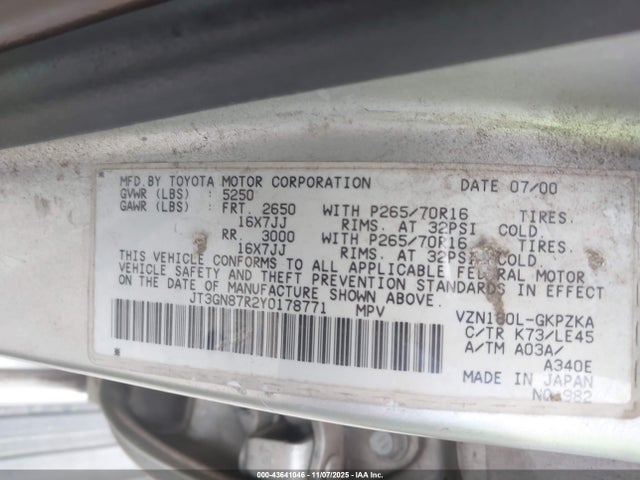 MFD.BY TOYOTA MOTOR CORPORATION DATE 07/00
GVWR (LBS) : 5250
GAWR (LBS) : FRT. 2650 WITH P265/70R16 TIRES.
16X7JJ RIMS. AT 32PSI COLD.
RR. 3000 WITH P265/70R16 TIRES.
16X7JJ RIMS. AT 32PSI COLD.
THIS VEHICLE CONFORMS TO ALL APPLICABLE FEDERAL MOTOR
VEHICLE SAFETY AND THEFT PREVENTION STANDARDS IN EFFECT
ON THE DATE OF MANUFACTURE SHOWN ABOVE.
JT3GN87R2Y0178771 MPV
VZN180L-GKPZKA
C/TR K73/LE45
A/TM A03A/
A340E
MADE IN JAPAN
000-43641046 - 11/07/2025 - IAA Inc.